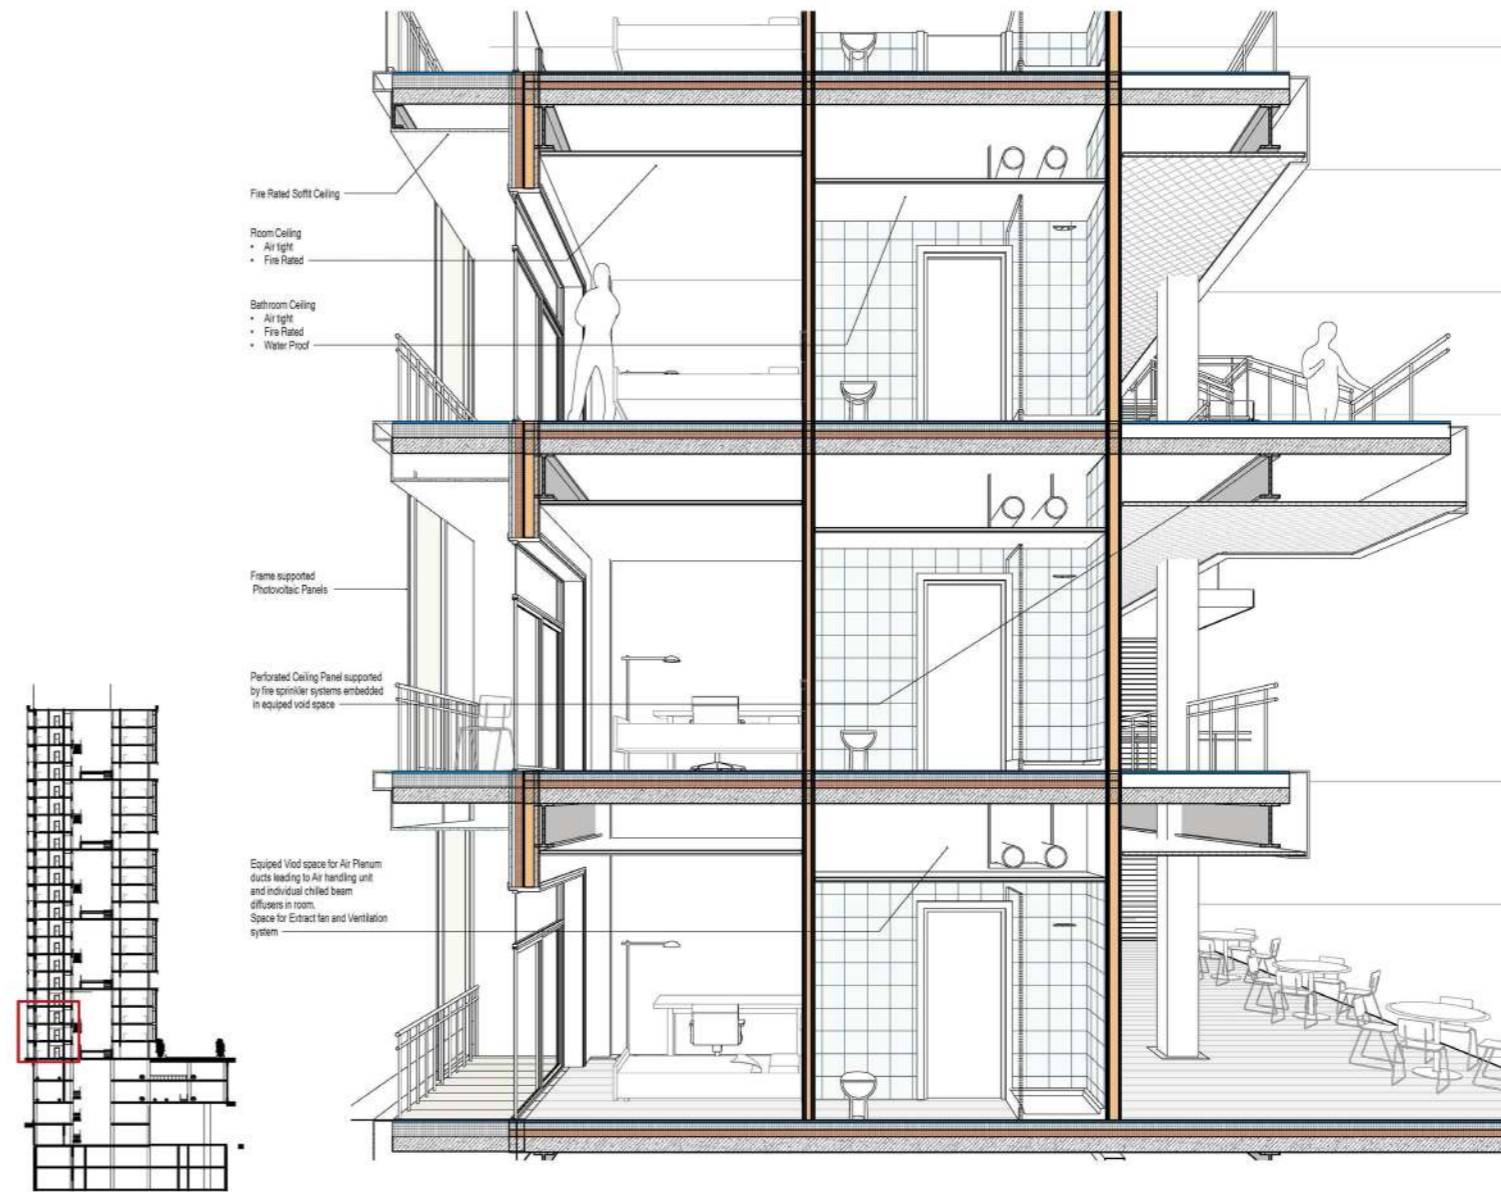 Fire Rated Soffit Ceiling
Room Ceiling
• Air tight
• Fire Rated
Bathroom Ceiling
• Air tight
• Fire Rated
• Water Proof
Frame supported
Photovoltaic Panels
Perforated Ceiling Panel supported
by fire sprinkler systems embedded
in equiped void space
Equiped Viod space for Air Plenum
ducts leading to Air handling unit
and individual chilled beam
diffusers in room.
Space for Extract fan and Ventilation
system